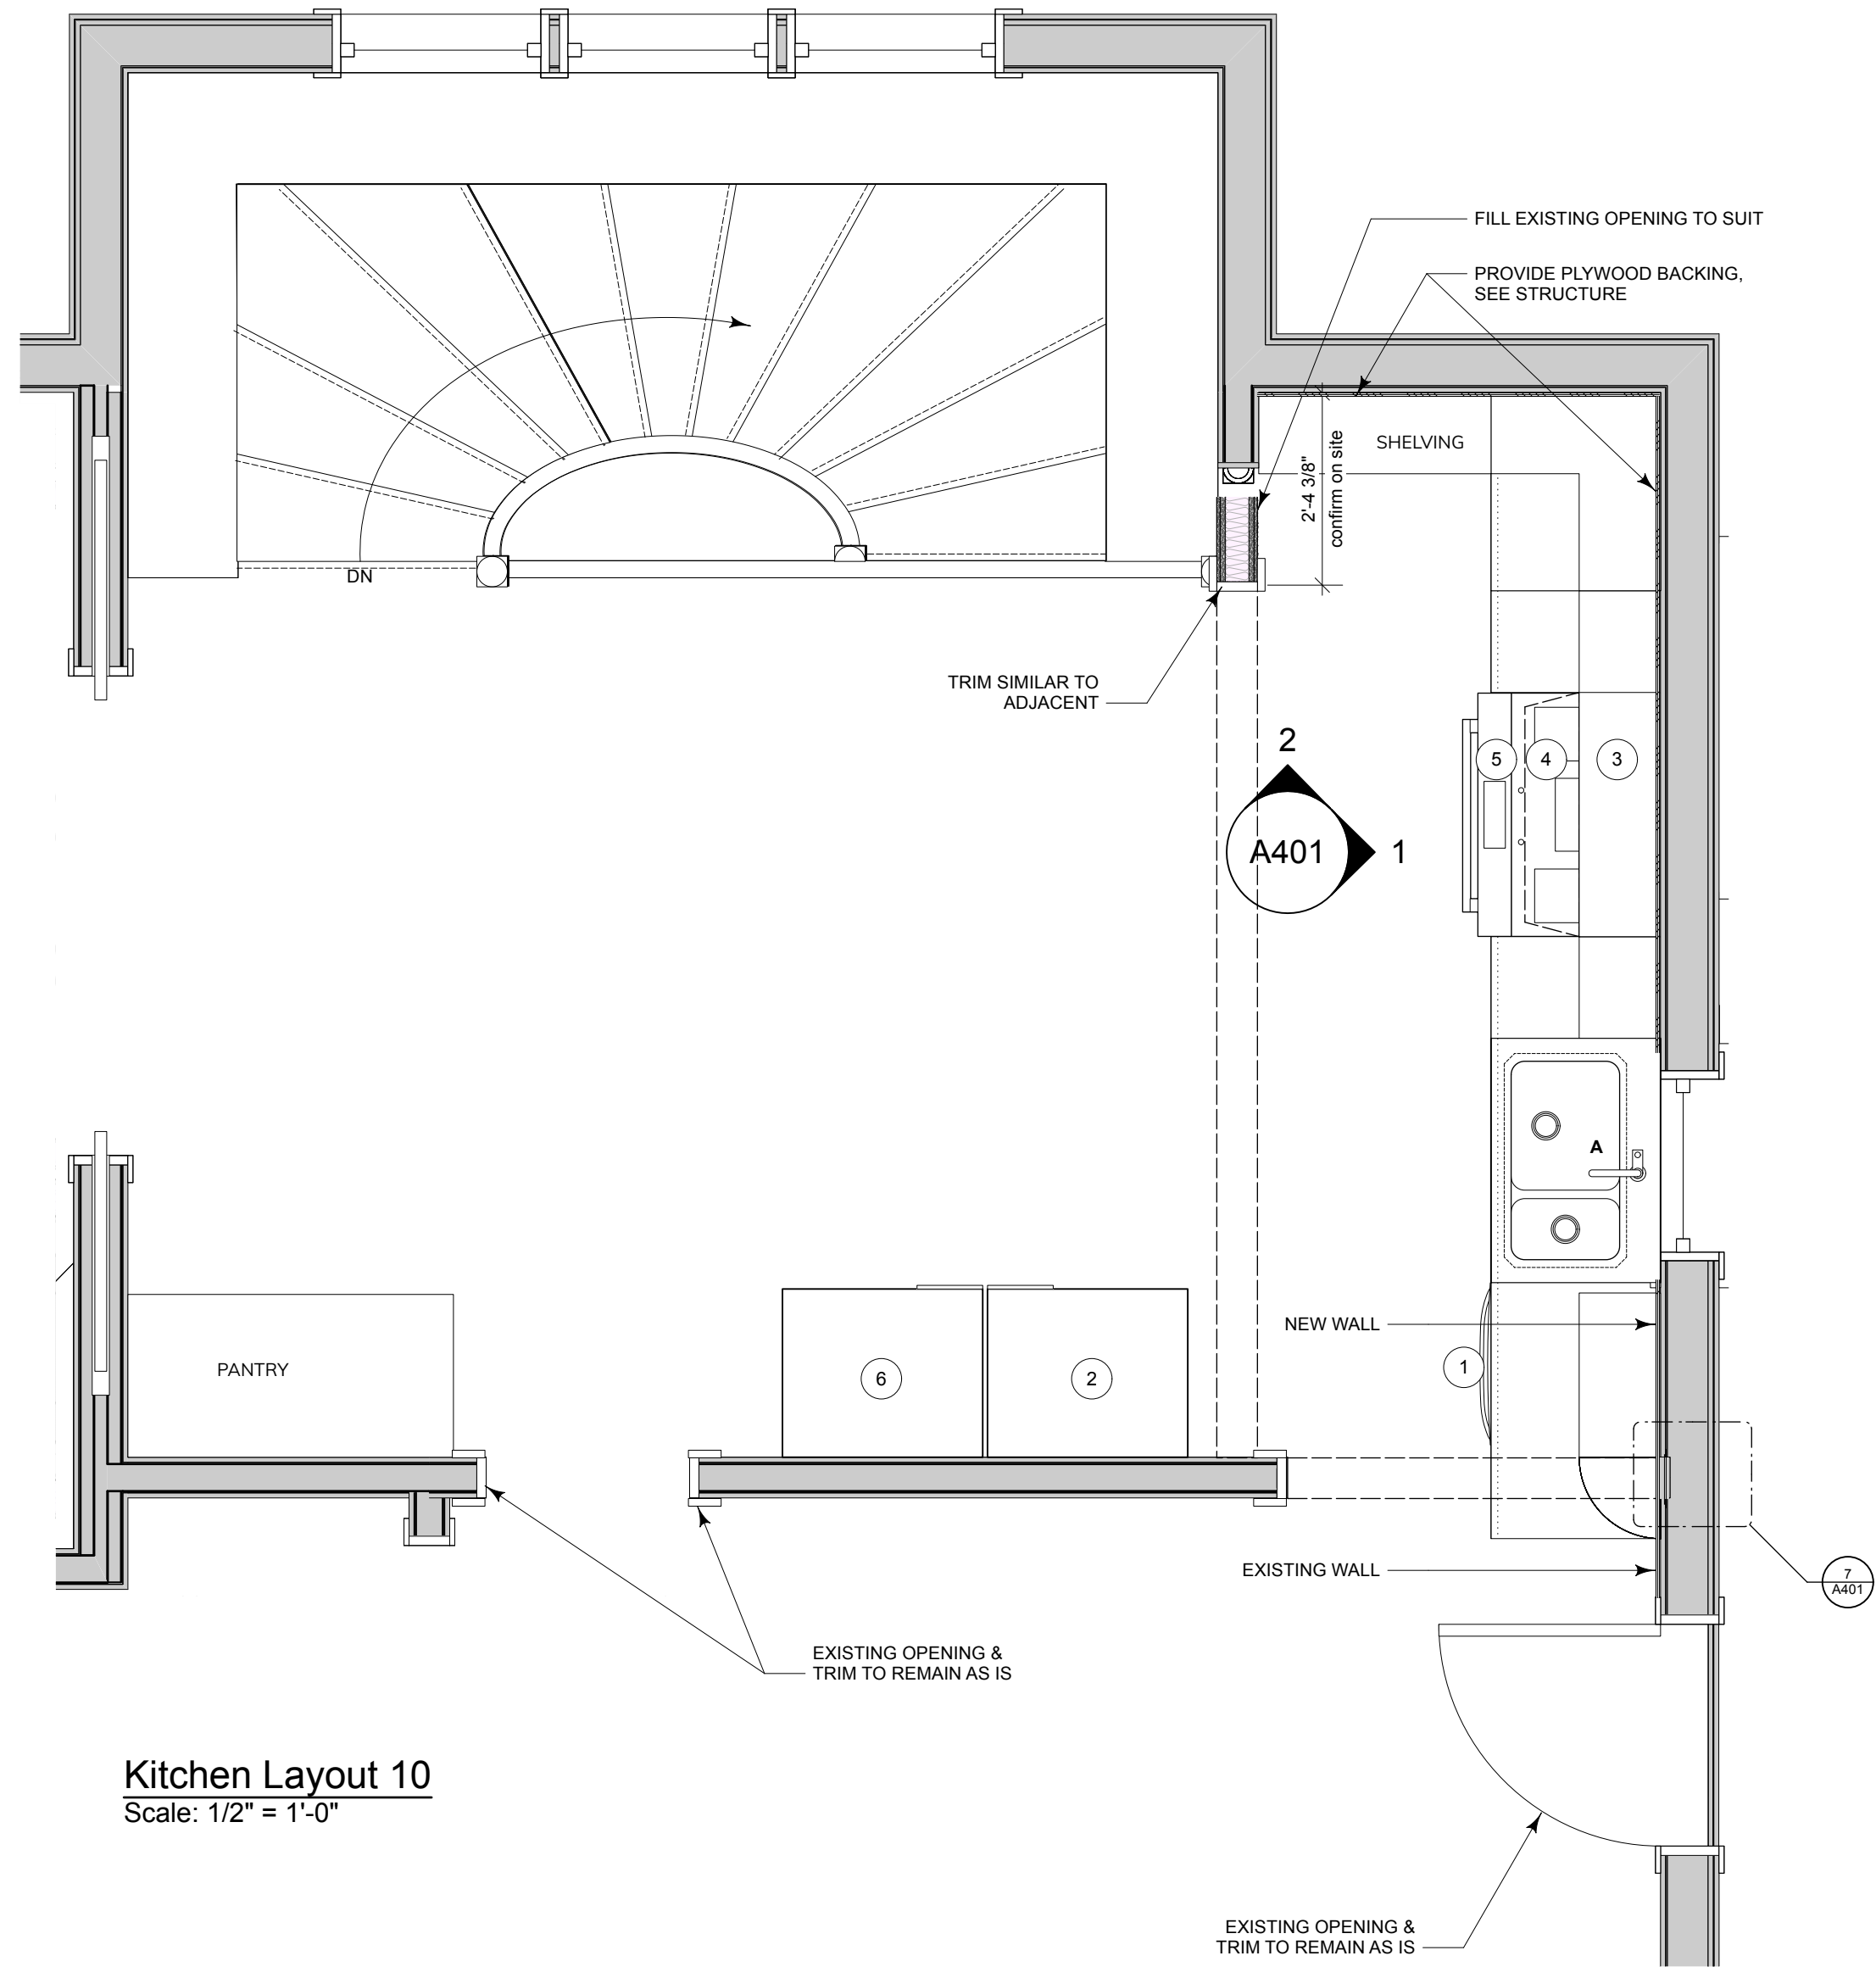 FILL EXISTING OPENING TO SUIT
PROVIDE PLYWOOD BACKING,
SEE STRUCTURE
SHELVING
2'-4 3/8"
confirm on site
DN
TRIM SIMILAR TO
ADJACENT
2
5
4
3
A401
1
A
NEW WALL
PANTRY
6
2
1
EXISTING WALL
7
A401
EXISTING OPENING &
TRIM TO REMAIN AS IS
Kitchen Layout 10
Scale: 1/2" = 1'-0"
EXISTING OPENING &
TRIM TO REMAIN AS IS